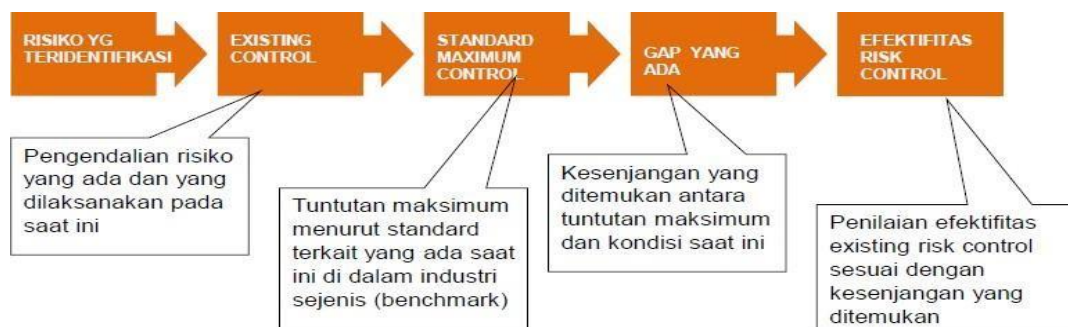 RISIKO YG
TERIDENTIFIKASI
EXISTING
CONTROL
STANDARD
MAXIMUM
CONTROL
GAP YANG
ADA
EFEKTIFITAS
RISK
CONTROL
Pengendalian risiko
yang ada dan yang
dilaksanakan pada
saat ini
Tuntutan maksimum
menurut standard
terkait yang ada saat
ini di dalam industri
sejenis (benchmark)
Kesenjangan yang
ditemukan antara
tuntutan maksimum
dan kondisi saat ini
Penilaian efektifitas
existing risk control
sesuai dengan
kesenjangan yang
ditemukan